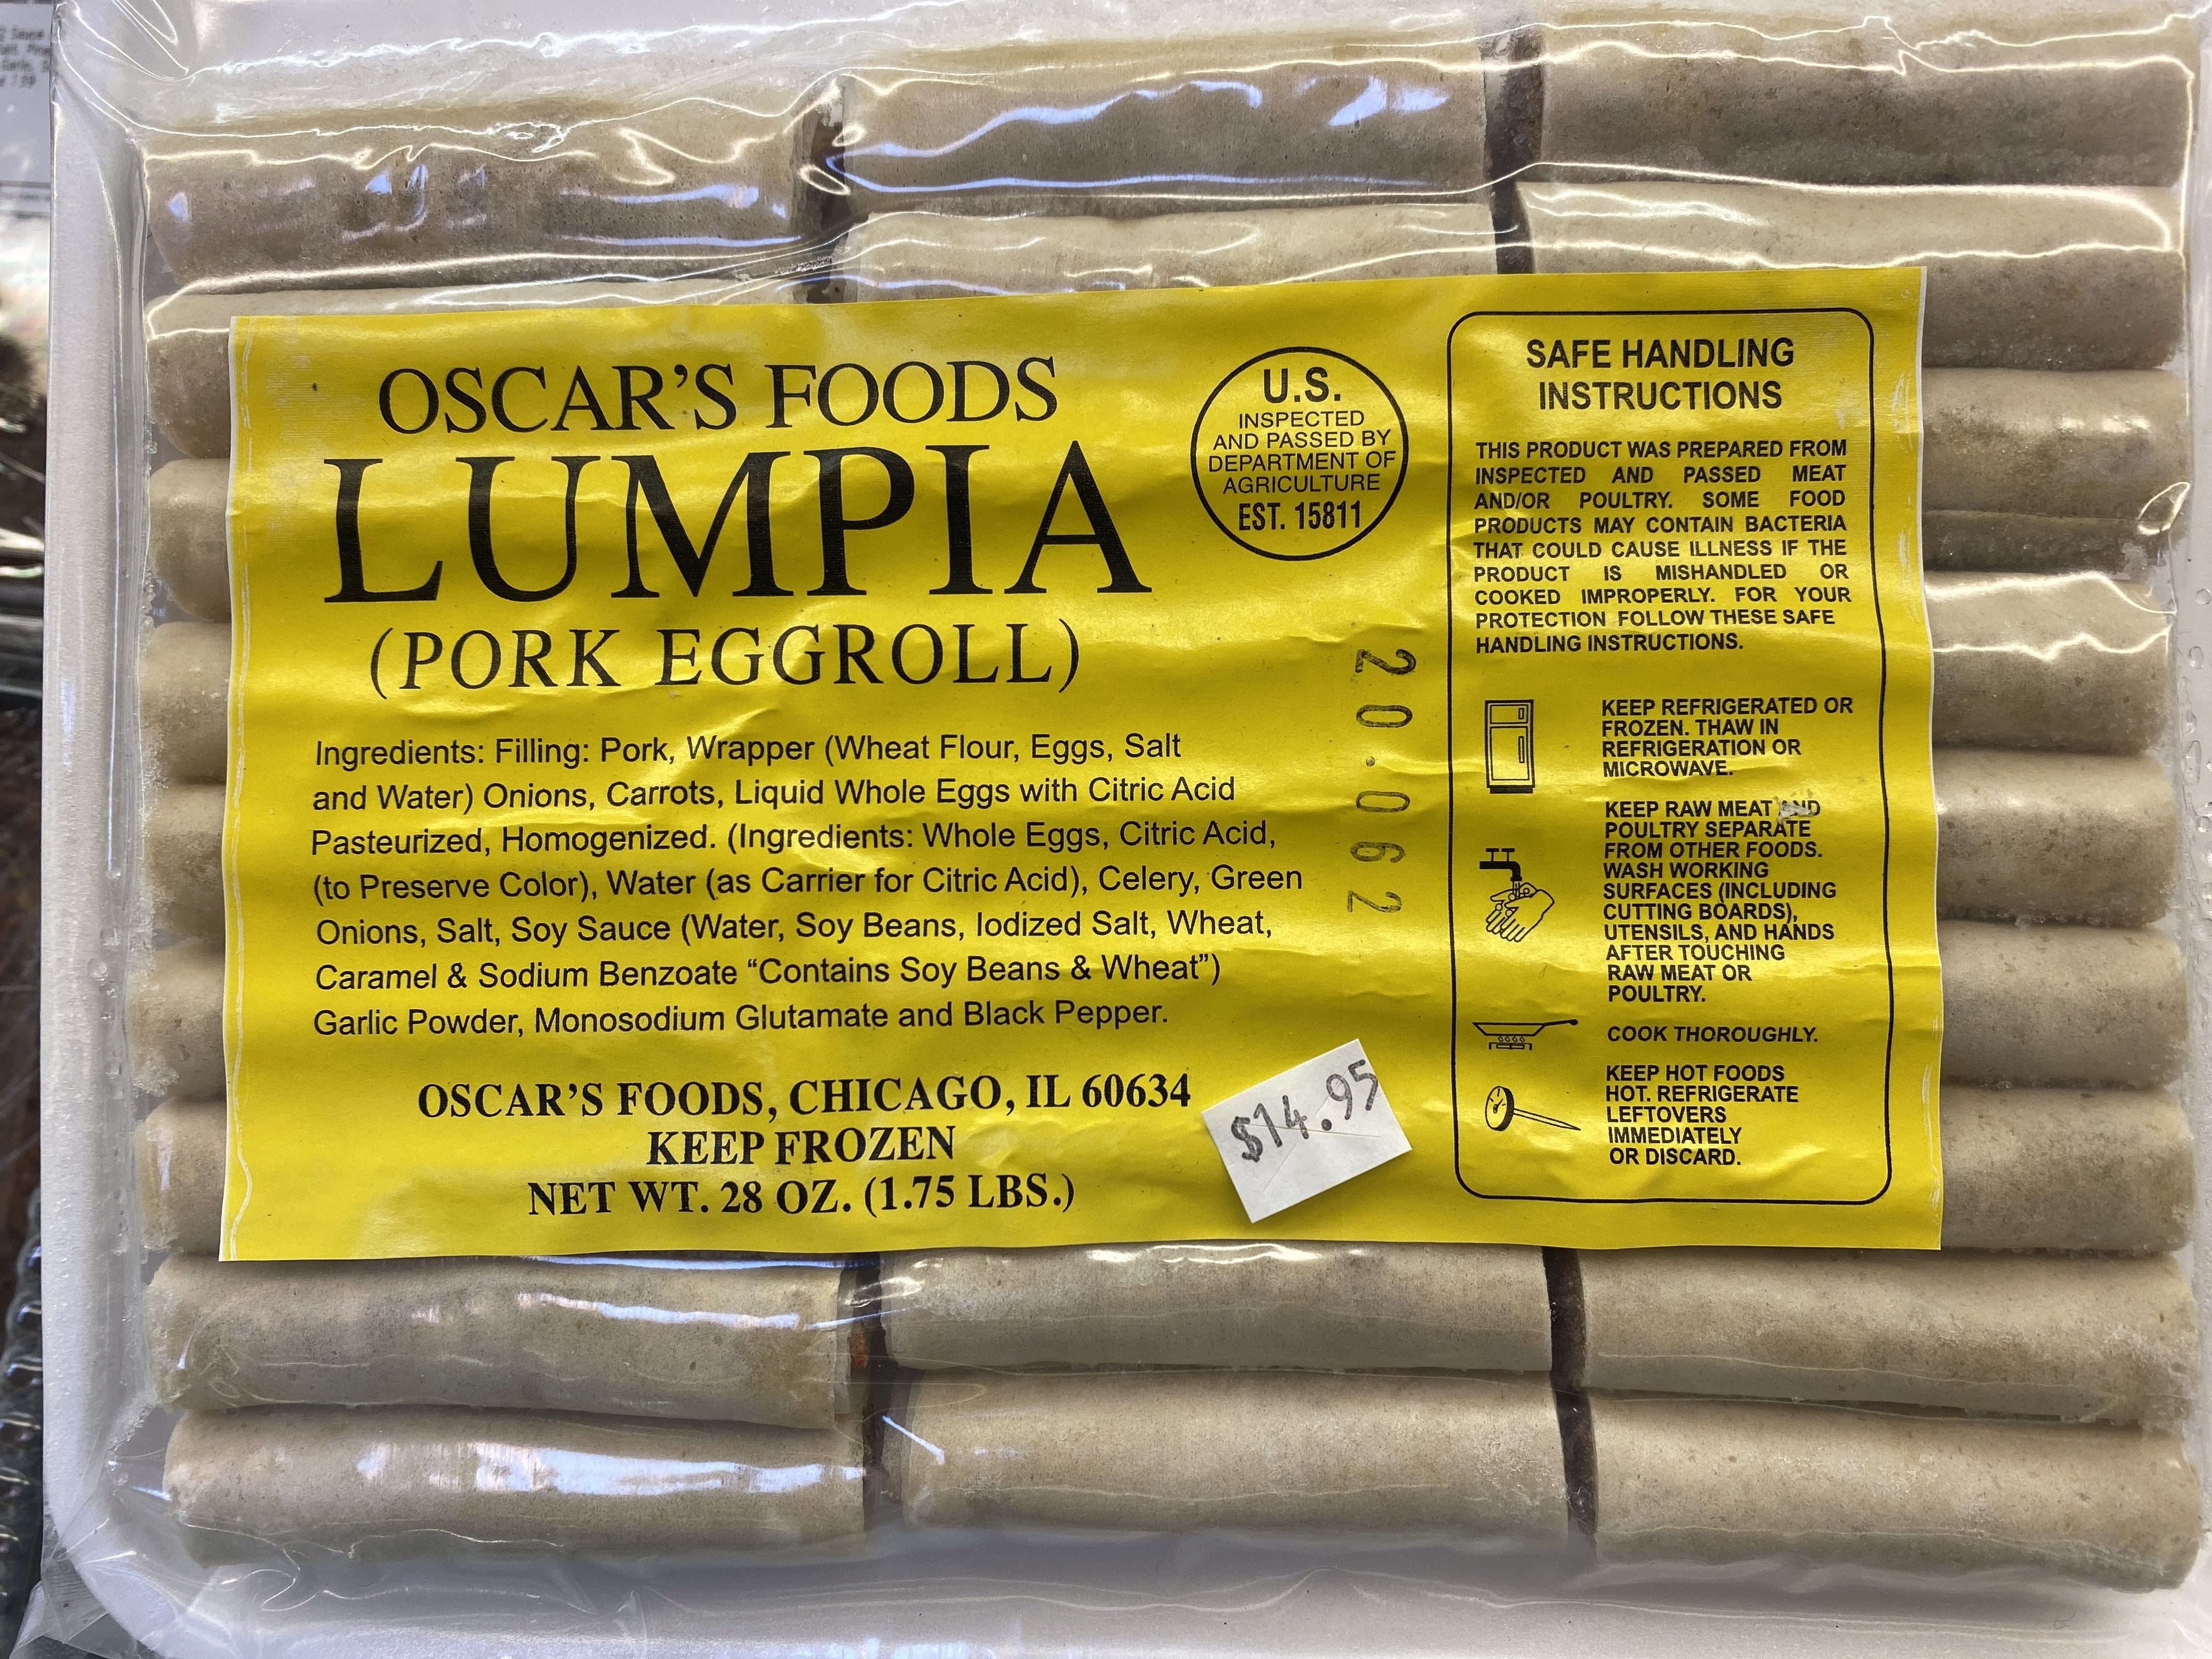 OSCAR'S FOODS
LUMPIA
(PORK EGGROLL)
Ingredients: Filling: Pork, Wrapper (Wheat Flour, Eggs, Salt
and Water) Onions, Carrots, Liquid Whole Eggs with Citric Acid
Pasteurized, Homogenized. (Ingredients: Whole Eggs, Citric Acid,
(to Preserve Color), Water (as Carrier for Citric Acid), Celery, Green
Onions, Salt, Soy Sauce (Water, Soy Beans, Iodized Salt, Wheat,
Caramel & Sodium Benzoate “Contains Soy Beans & Wheat”)
Garlic Powder, Monosodium Glutamate and Black Pepper.
OSCAR'S FOODS, CHICAGO, IL 60634
KEEP FROZEN
NET WT. 28 OZ. (1.75 LBS.)
U.S.
INSPECTED
AND PASSED BY
DEPARTMENT OF
AGRICULTURE
EST. 15811
20.062
$14.95
SAFE HANDLING
INSTRUCTIONS
THIS PRODUCT WAS PREPARED FROM
INSPECTED AND PASSED MEAT
AND/OR POULTRY. SOME FOOD
PRODUCTS MAY CONTAIN BACTERIA
THAT COULD CAUSE ILLNESS IF THE
PRODUCT IS MISHANDLED OR
COOKED IMPROPERLY. FOR YOUR
PROTECTION FOLLOW THESE SAFE
HANDLING INSTRUCTIONS.
KEEP REFRIGERATED OR
FROZEN. THAW IN
REFRIGERATION OR
MICROWAVE.
KEEP RAW MEAT AND
POULTRY SEPARATE
FROM OTHER FOODS.
WASH WORKING
SURFACES (INCLUDING
CUTTING BOARDS),
UTENSILS, AND HANDS
AFTER TOUCHING
RAW MEAT OR
POULTRY.
COOK THOROUGHLY.
KEEP HOT FOODS
HOT. REFRIGERATE
LEFTOVERS
IMMEDIATELY
OR DISCARD.